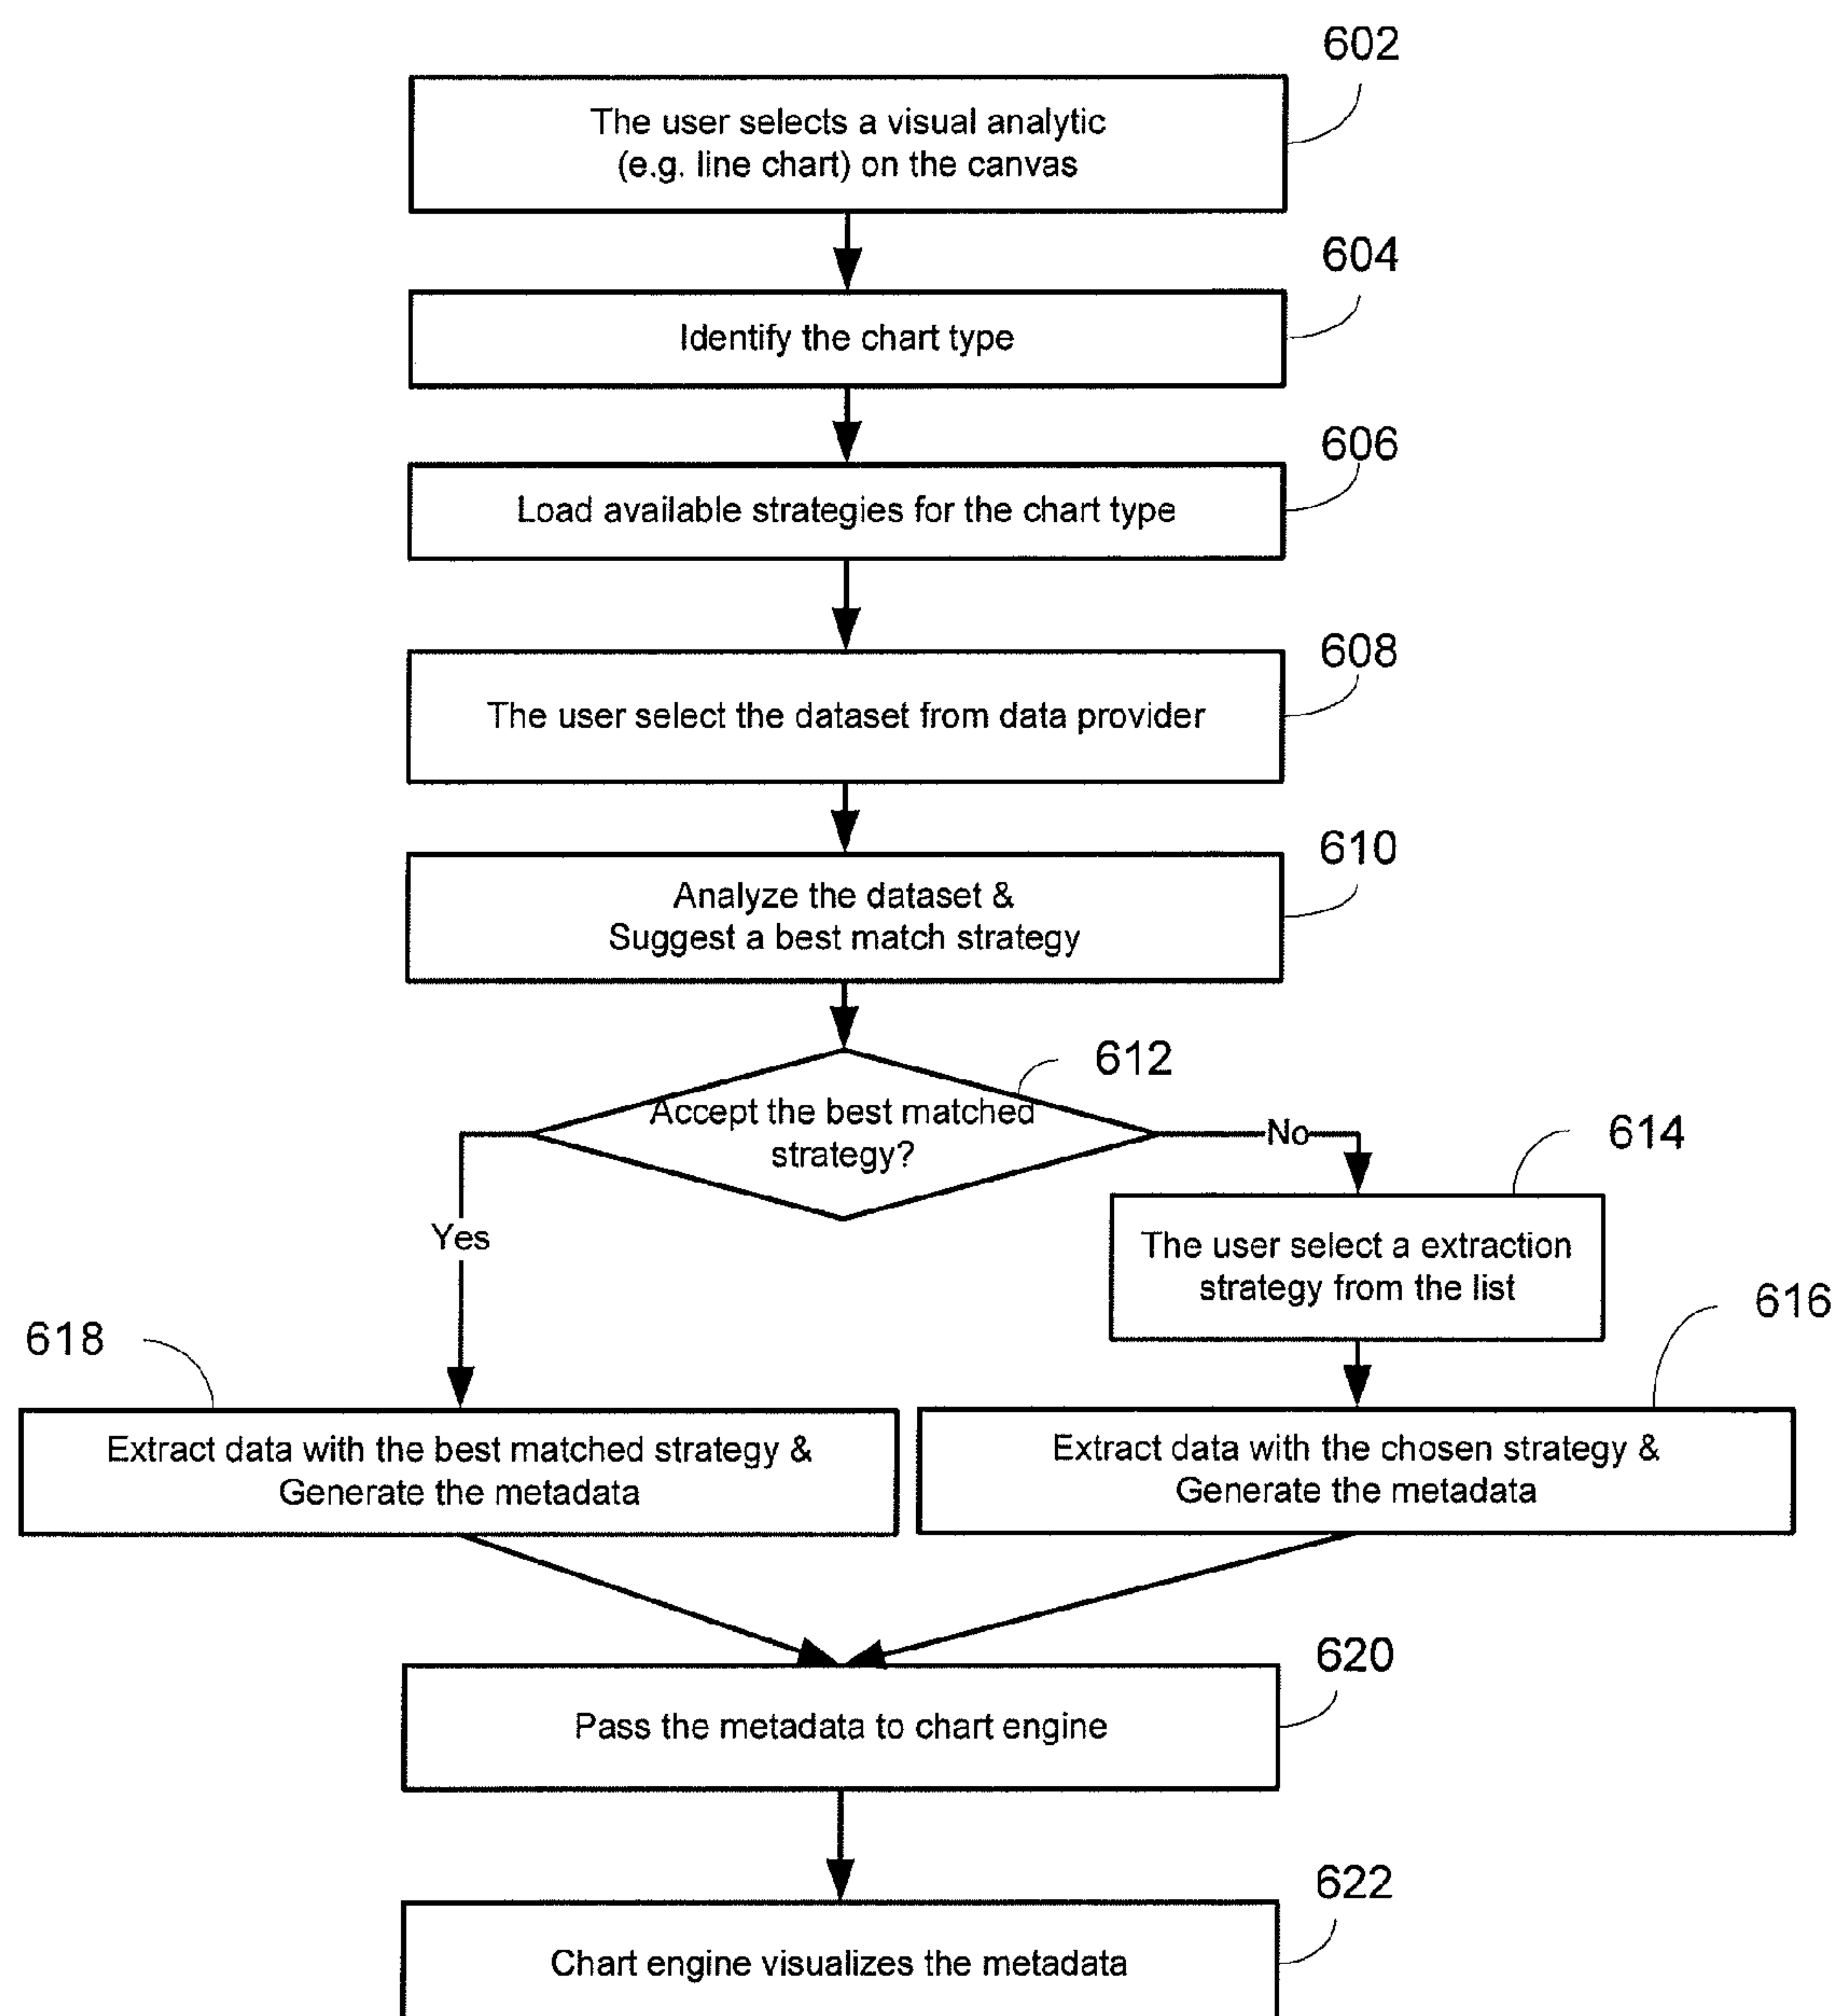 602
The user selects a visual analytic
(e.g. line chart) on the canvas
604
Identify the chart type
606
Load available strategies for the chart type
608
The user select the dataset from data provider
610
Analyze the dataset &
Suggest a best match strategy
612
Accept the best matched
strategy?
No
614
Yes
The user select a extraction
strategy from the list
616
618
Extract data with the best matched strategy &
Generate the metadata
Extract data with the chosen strategy &
Generate the metadata
620
Pass the metadata to chart engine
622
Chart engine visualizes the metadata